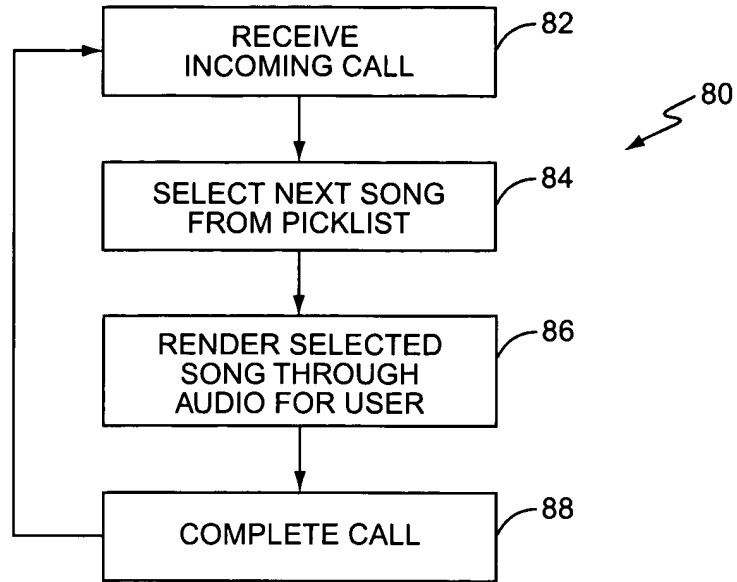 RECEIVE
INCOMING CALL
82
80
SELECT NEXT SONG
FROM PICKLIST
84
RENDER SELECTED
SONG THROUGH
AUDIO FOR USER
86
COMPLETE CALL
88